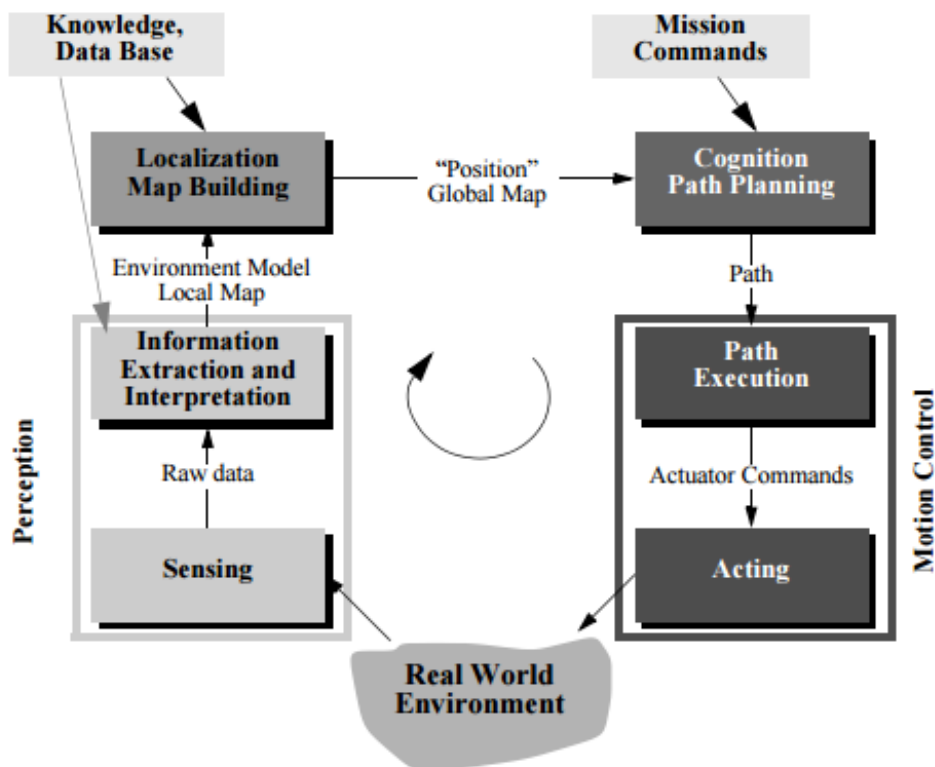 Knowledge,
Data Base
Mission
Commands
Localization
Map Building
“Position”
Global Map
Cognition
Path Planning
Environment Model
Local Map
Path
Information
Extraction and
Interpretation
Path
Execution
Perception
Raw data
Actuator Commands
Motion Control
Sensing
Acting
Real World
Environment